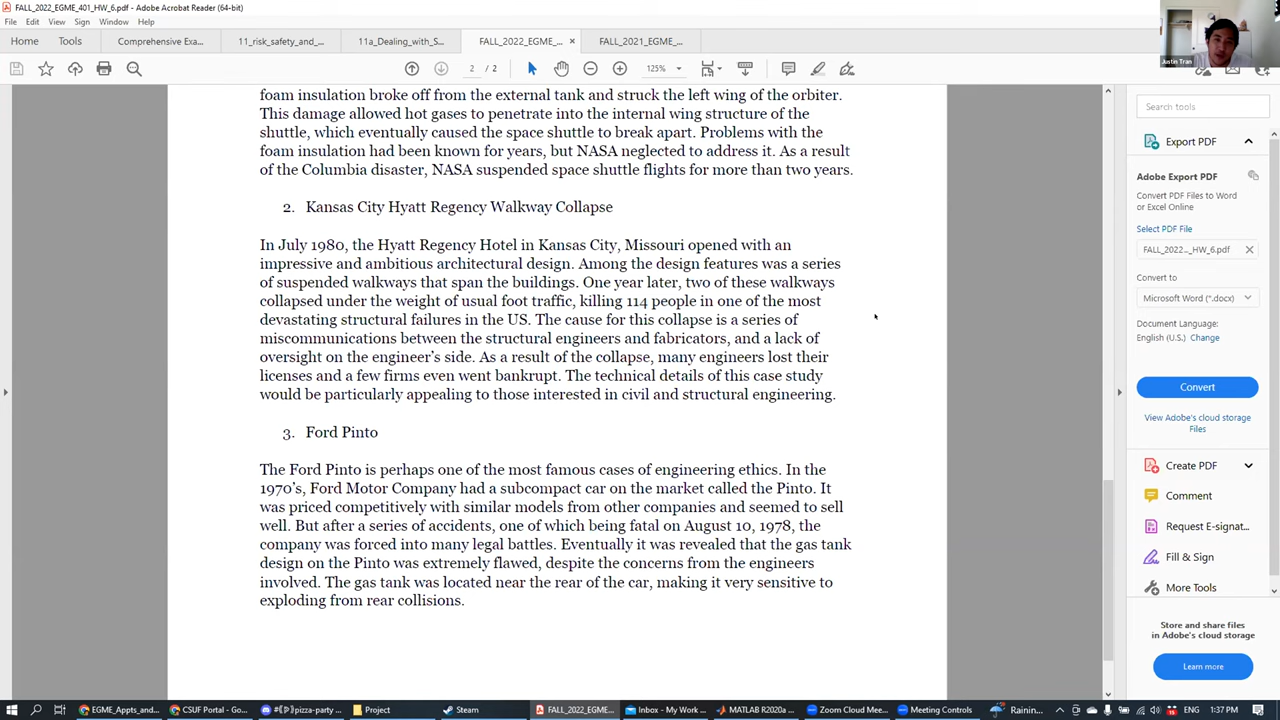 FALL_2022_EGME_401_HW_6.pdf - Adobe Acrobat Reader (64-bit)
File Edit View Sign Window Help
Home Tools Comprehensive Exa... 11_risk_safety_and_... 11a_Dealing_with_S... FALL_2022_EGME_... × FALL_2021_EGME_...
2 / 2 125%
Justin Tran
foam insulation broke off from the external tank and struck the left wing of the orbiter.
This damage allowed hot gases to penetrate into the internal wing structure of the
shuttle, which eventually caused the space shuttle to break apart. Problems with the
foam insulation had been known for years, but NASA neglected to address it. As a result
of the Columbia disaster, NASA suspended space shuttle flights for more than two years.
2. Kansas City Hyatt Regency Walkway Collapse
In July 1980, the Hyatt Regency Hotel in Kansas City, Missouri opened with an
impressive and ambitious architectural design. Among the design features was a series
of suspended walkways that span the buildings. One year later, two of these walkways
collapsed under the weight of usual foot traffic, killing 114 people in one of the most
devastating structural failures in the US. The cause for this collapse is a series of
miscommunications between the structural engineers and fabricators, and a lack of
oversight on the engineer's side. As a result of the collapse, many engineers lost their
licenses and a few firms even went bankrupt. The technical details of this case study
would be particularly appealing to those interested in civil and structural engineering.
3. Ford Pinto
The Ford Pinto is perhaps one of the most famous cases of engineering ethics. In the
1970's, Ford Motor Company had a subcompact car on the market called the Pinto. It
was priced competitively with similar models from other companies and seemed to sell
well. But after a series of accidents, one of which being fatal on August 10, 1978, the
company was forced into many legal battles. Eventually it was revealed that the gas tank
design on the Pinto was extremely flawed, despite the concerns from the engineers
involved. The gas tank was located near the rear of the car, making it very sensitive to
exploding from rear collisions.
Search tools
Export PDF
Adobe Export PDF
Convert PDF Files to Word
or Excel Online
Select PDF File
FALL_2022_..._HW_6.pdf
Convert to
Microsoft Word (*.docx)
Document Language:
English (U.S.) Change
Convert
View Adobe's cloud storage
Files
Create PDF
Comment
Request E-signat...
Fill & Sign
More Tools
Store and share files
in Adobe's cloud storage
Learn more
EGME_Appts_and... CSUF Portal - Go... pizza-party ... Project Steam FALL_2022_EGME... Inbox - My Work ... MATLAB R2020a ... Zoom Cloud Mee... Meeting Controls Rainin... 1:37 PM